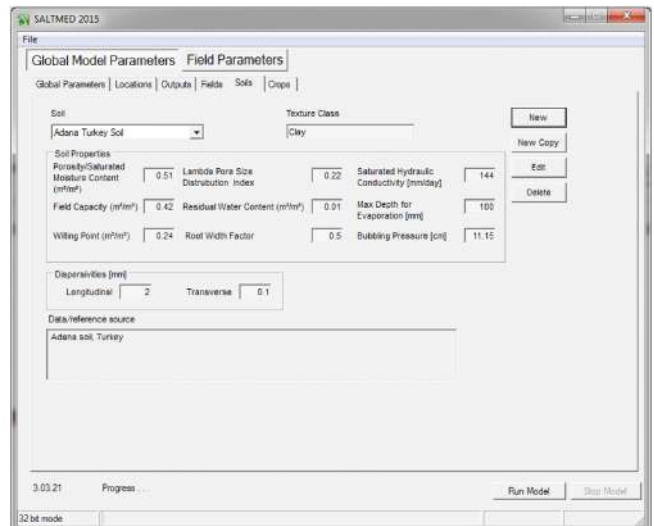 SALTMED 2015
File
Global Model Parameters Field Parameters
Global Parameters Locations Outputs Fields Soils Crops
Soil Texture Class
Adana Turkey Soil Clay
New
New Copy
Edit
Delete
Soil Properties
Porosity/Saturated Moisture Content (m³/m³) 0.51 Lambda Pore Size Distrubution Index 0.22 Saturated Hydraulic Conductivity [mm/day] 144
Field Capacity (m³/m³) 0.42 Residual Water Content (m³/m³) 0.01 Max Depth for Evaporation [mm] 100
Wilting Point (m³/m³) 0.24 Root Width Factor 0.5 Bubbling Pressure [cm] 11.15
Dispersivities [mm]
Longitudinal 2 Transverse 0.1
Data/reference source
Adana soil, Turkey
3.03.21 Progress . . .
Run Model Stop Model
32 bit mode